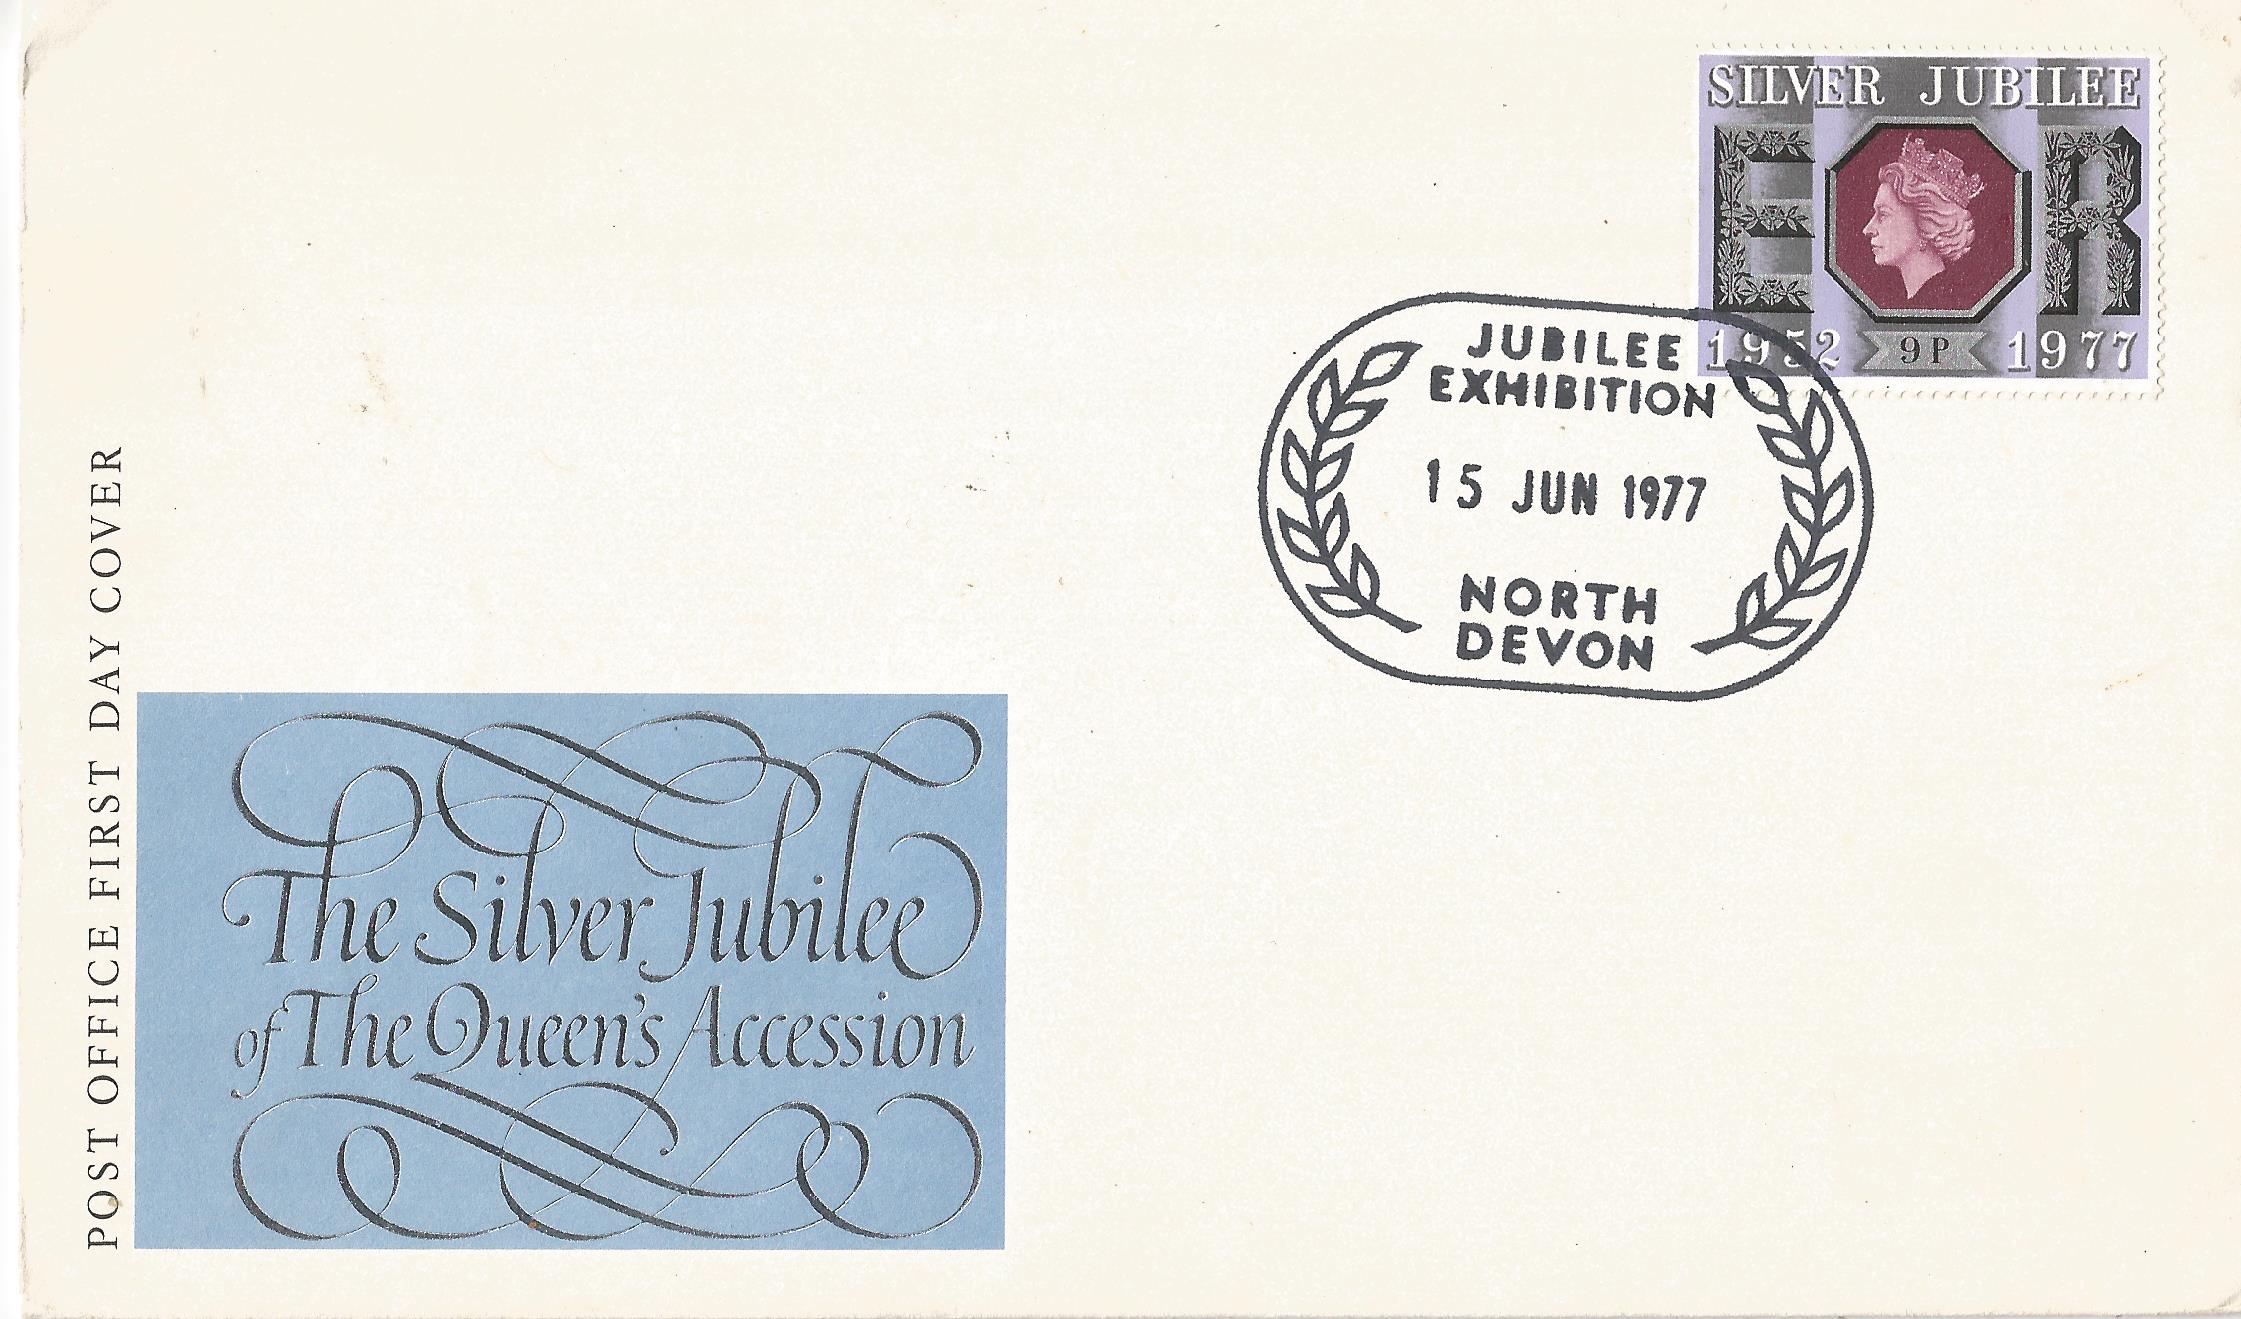 SILVER JUBILEE
E R
1952 9P 1977
JUBILEE
EXHIBITION
15 JUN 1977
NORTH
DEVON
POST OFFICE FIRST DAY COVER
The Silver Jubilee
of The Queen's Accession